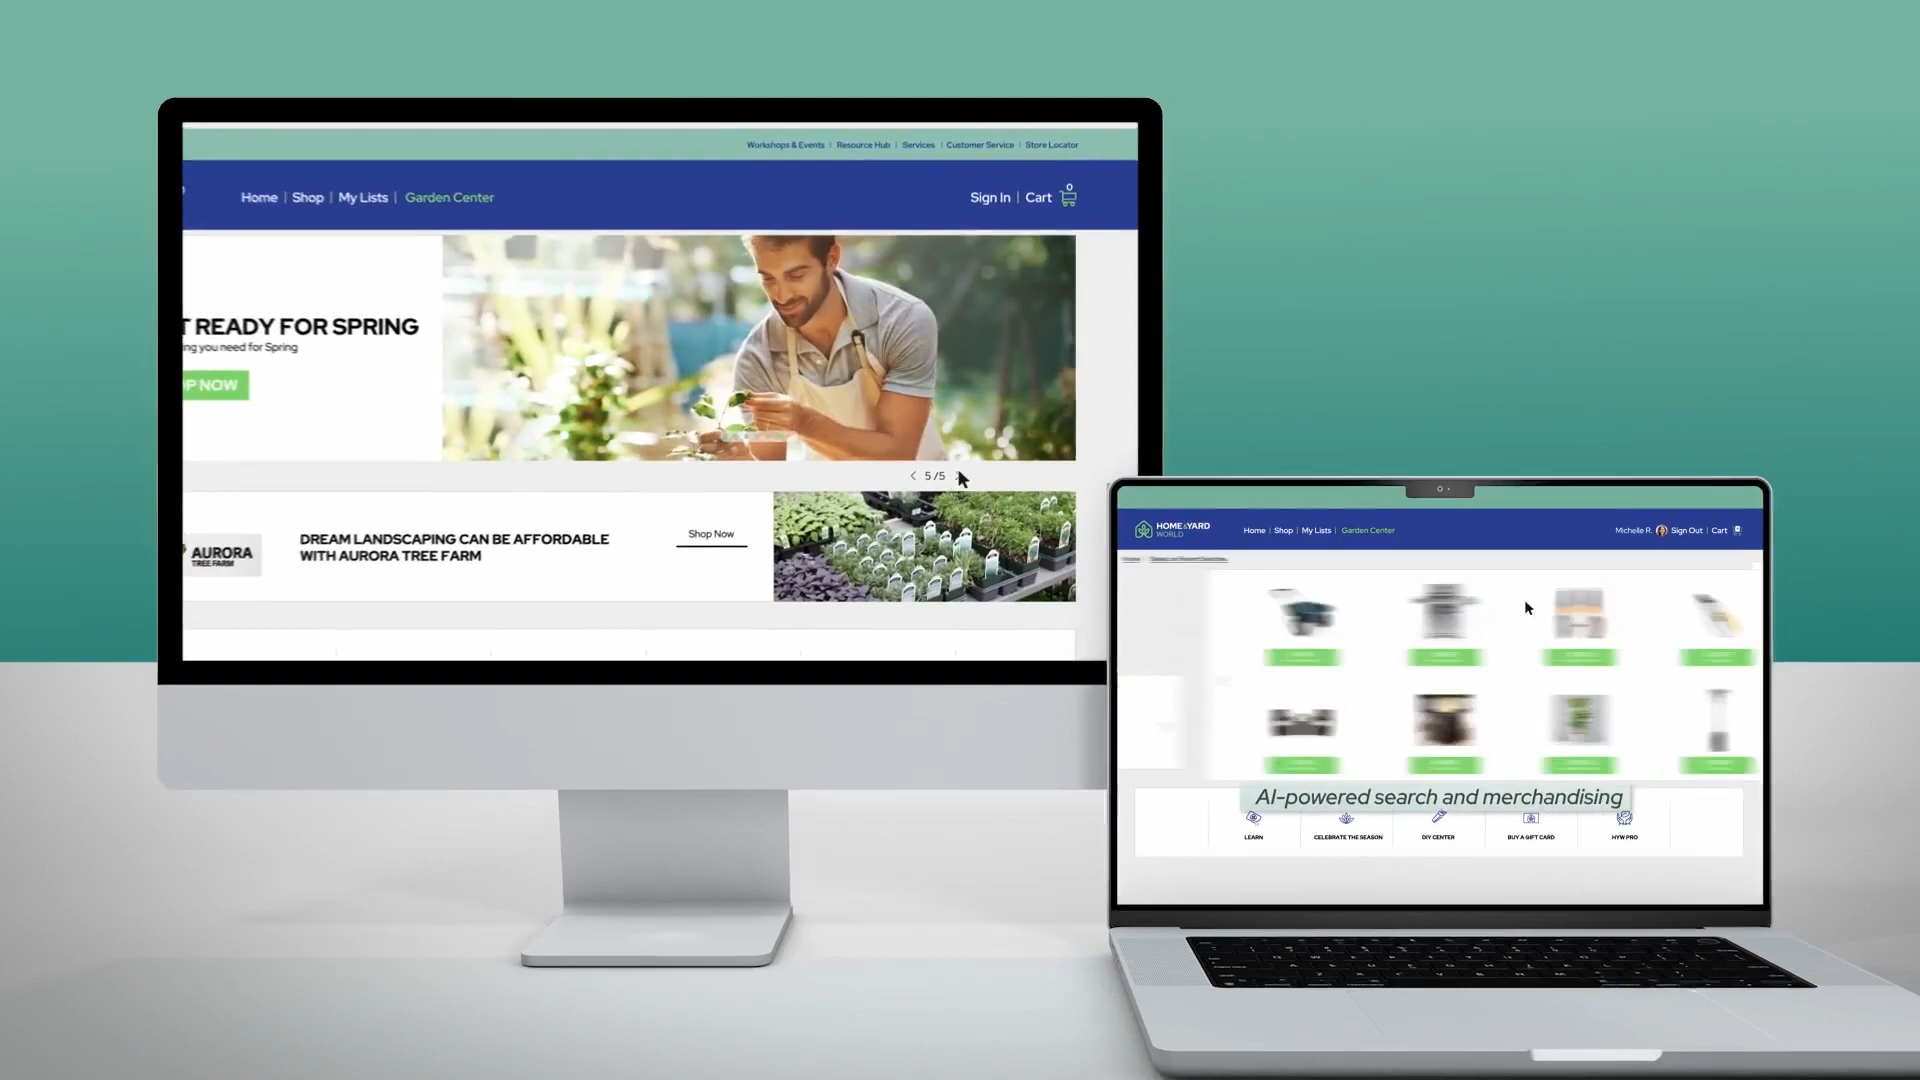 Workshops & Events | Resource Hub | Services | Customer Service | Store Locator
Home | Shop | My Lists | Garden Center
Sign In | Cart 0
T READY FOR SPRING
ng you need for Spring
P NOW
< 5/5
AURORA
TREE FARM
DREAM LANDSCAPING CAN BE AFFORDABLE
WITH AURORA TREE FARM
Shop Now
HOME & YARD
WORLD
Home | Shop | My Lists | Garden Center
Michelle R. Sign Out | Cart
AI-powered search and merchandising
LEARN
CELEBRATE THE SEASON
DIY CENTER
BUY A GIFT CARD
HYW PRO